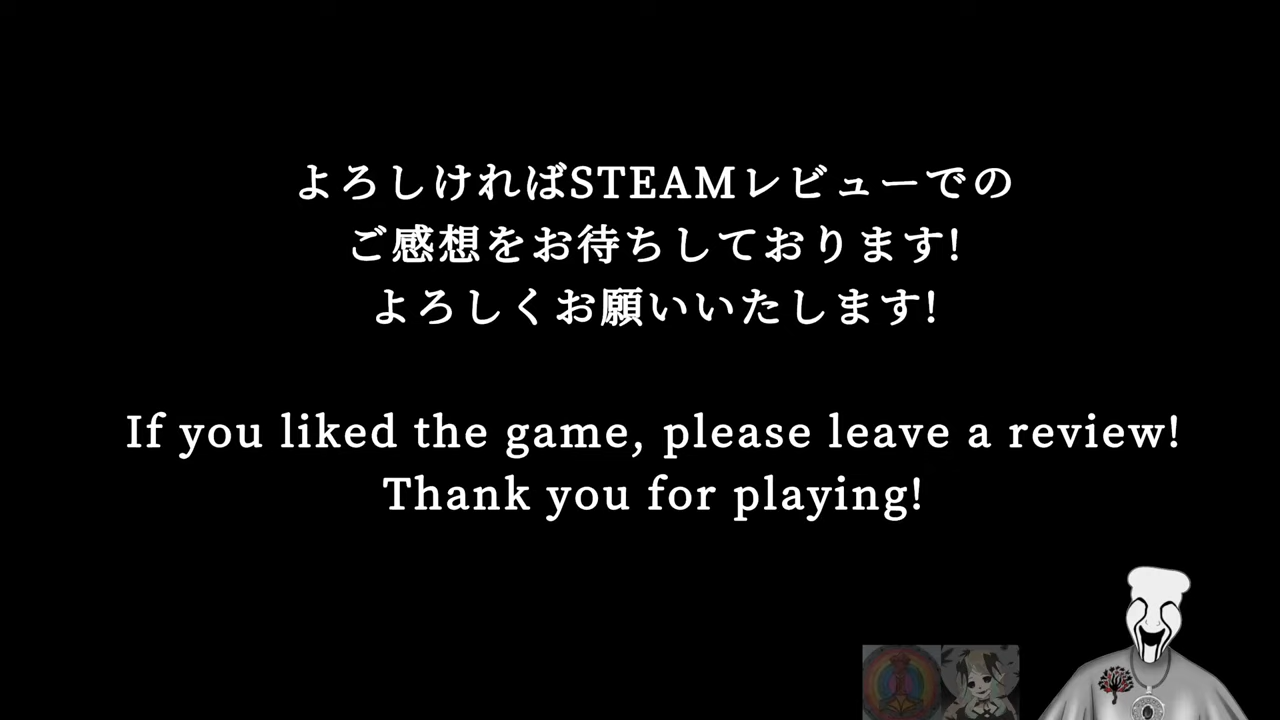 よろしければSTEAMレビューでの
ご感想をお待ちしております!
よろしくお願いいたします!
If you liked the game, please leave a review!
Thank you for playing!